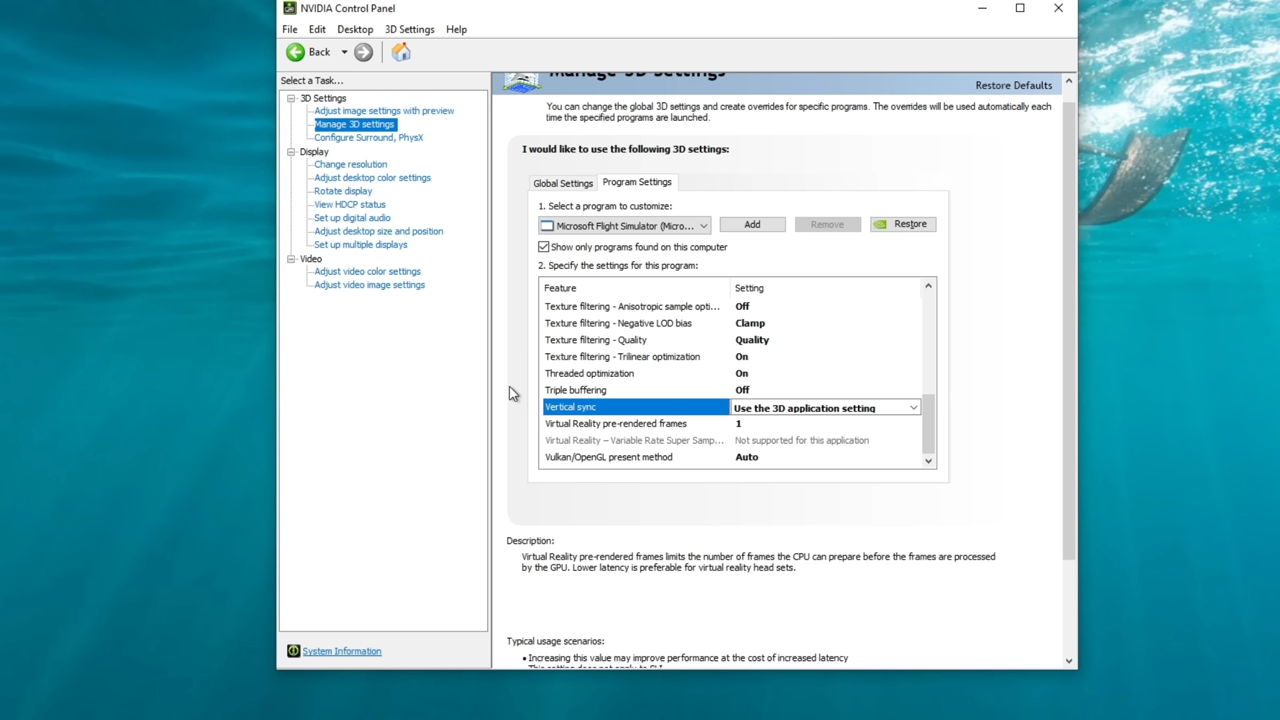 NVIDIA Control Panel
File Edit Desktop 3D Settings Help
Back
Select a Task...
3D Settings
Adjust image settings with preview
Manage 3D settings
Configure Surround, PhysX
Display
Change resolution
Adjust desktop color settings
Rotate display
View HDCP status
Set up digital audio
Adjust desktop size and position
Set up multiple displays
Video
Adjust video color settings
Adjust video image settings
System Information
Manage 3D Settings
Restore Defaults
You can change the global 3D settings and create overrides for specific programs. The overrides will be used automatically each
time the specified programs are launched.
I would like to use the following 3D settings:
Global Settings Program Settings
1. Select a program to customize:
Microsoft Flight Simulator (Micro... Add Remove Restore
Show only programs found on this computer
2. Specify the settings for this program:
Feature Setting
Texture filtering - Anisotropic sample opti... Off
Texture filtering - Negative LOD bias Clamp
Texture filtering - Quality Quality
Texture filtering - Trilinear optimization On
Threaded optimization On
Triple buffering Off
Vertical sync Use the 3D application setting
Virtual Reality pre-rendered frames 1
Virtual Reality – Variable Rate Super Samp... Not supported for this application
Vulkan/OpenGL present method Auto
Description:
Virtual Reality pre-rendered frames limits the number of frames the CPU can prepare before the frames are processed
by the GPU. Lower latency is preferable for virtual reality head sets.
Typical usage scenarios:
• Increasing this value may improve performance at the cost of increased latency
• This setting does not apply to SLI